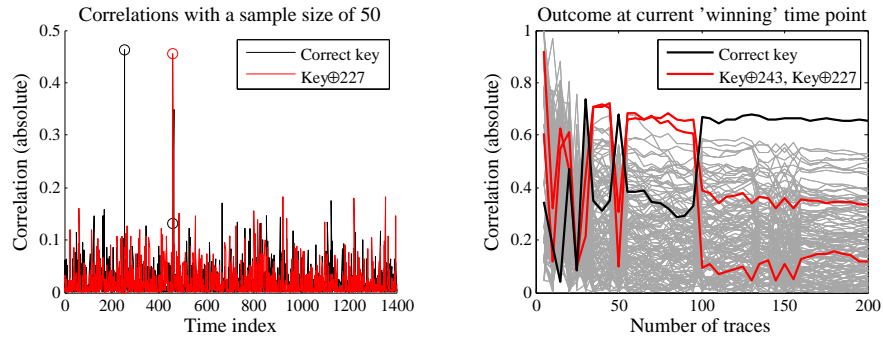 Correlations with a sample size of 50
Correlation (absolute)
0.5
0.4
0.3
0.2
0.1
0
0 200 400 600 800 1000 1200 1400
Time index
Correct key
Key⊕227
Outcome at current 'winning' time point
Correlation (absolute)
1
0.8
0.6
0.4
0.2
0
0 50 100 150 200
Number of traces
Correct key
Key⊕243, Key⊕227